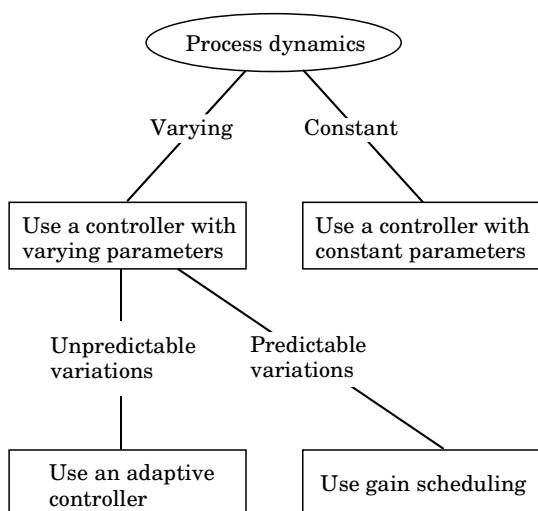 Process dynamics
Varying
Constant
Use a controller with
varying parameters
Use a controller with
constant parameters
Unpredictable
variations
Predictable
variations
Use an adaptive
controller
Use gain scheduling